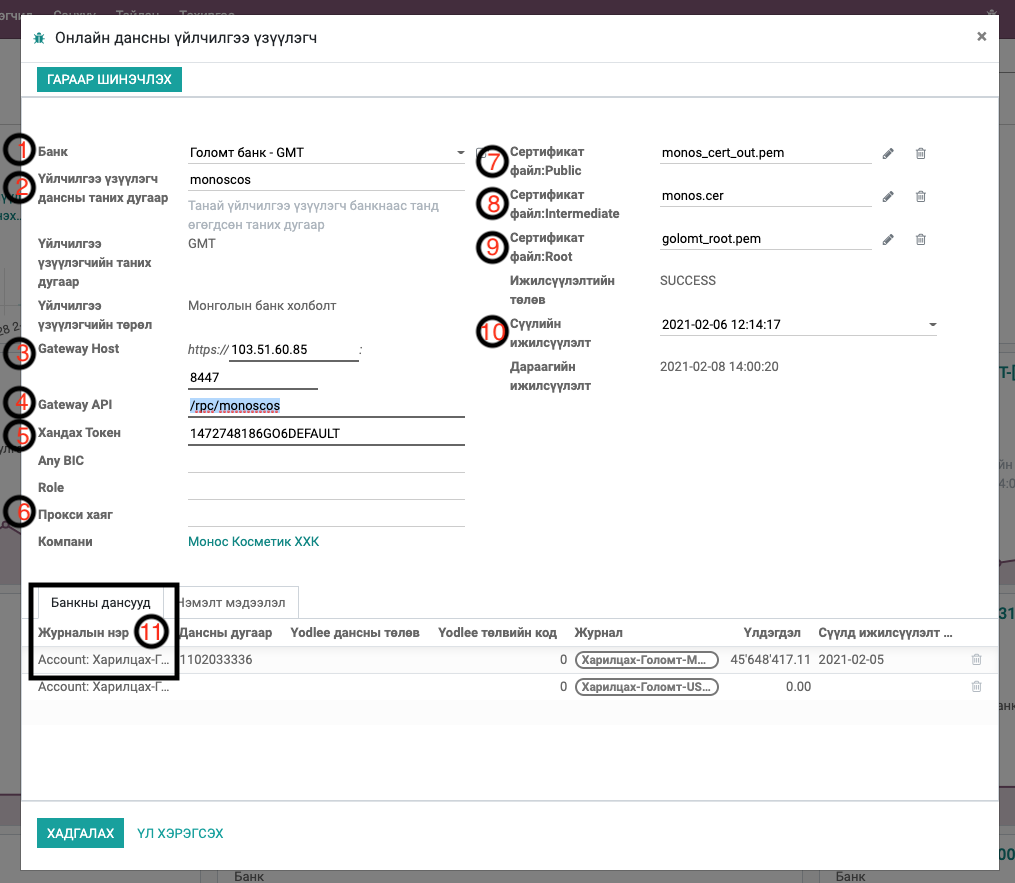 Санхүү Тайлан Тохиргоо
Онлайн дансны үйлчилгээ үзүүлэгч
×
ГАРААР ШИНЭЧЛЭХ
1 Банк
Голомт банк - GMT
2 Үйлчилгээ үзүүлэгч
дансны таних дугаар
monoscos
Танай үйлчилгээ үзүүлэгч банкнаас танд
өгөгдсөн таних дугаар
Үйлчилгээ
үзүүлэгчийн таних
дугаар
GMT
Үйлчилгээ
үзүүлэгчийн төрөл
Монголын банк холболт
3 Gateway Host
https:// 103.51.60.85 :
8447
4 Gateway API
/rpc/monoscos
5 Хандах Токен
1472748186GO6DEFAULT
Any BIC
Role
6 Прокси хаяг
Компани
Монос Косметик ХХК
7 Сертификат
файл:Public
monos_cert_out.pem
8 Сертификат
файл:Intermediate
monos.cer
9 Сертификат
файл:Root
golomt_root.pem
Ижилсүүлэлтийн
төлөв
SUCCESS
10 Сүүлийн
ижилсүүлэлт
2021-02-06 12:14:17
Дараагийн
ижилсүүлэлт
2021-02-08 14:00:20
Банкны дансууд Нэмэлт мэдээлэл
11
Журналын нэр Дансны дугаар Yodlee дансны төлөв Yodlee төлвийн код Журнал Үлдэгдэл Сүүлд ижилсүүлэлт ...
Account: Харилцах-Г... 1102033336 0 Харилцах-Голомт-М... 45'648'417.11 2021-02-05
Account: Харилцах-Г... 0 Харилцах-Голомт-US... 0.00
ХАДГАЛАХ ҮЛ ХЭРЭГСЭХ
Банк Банк